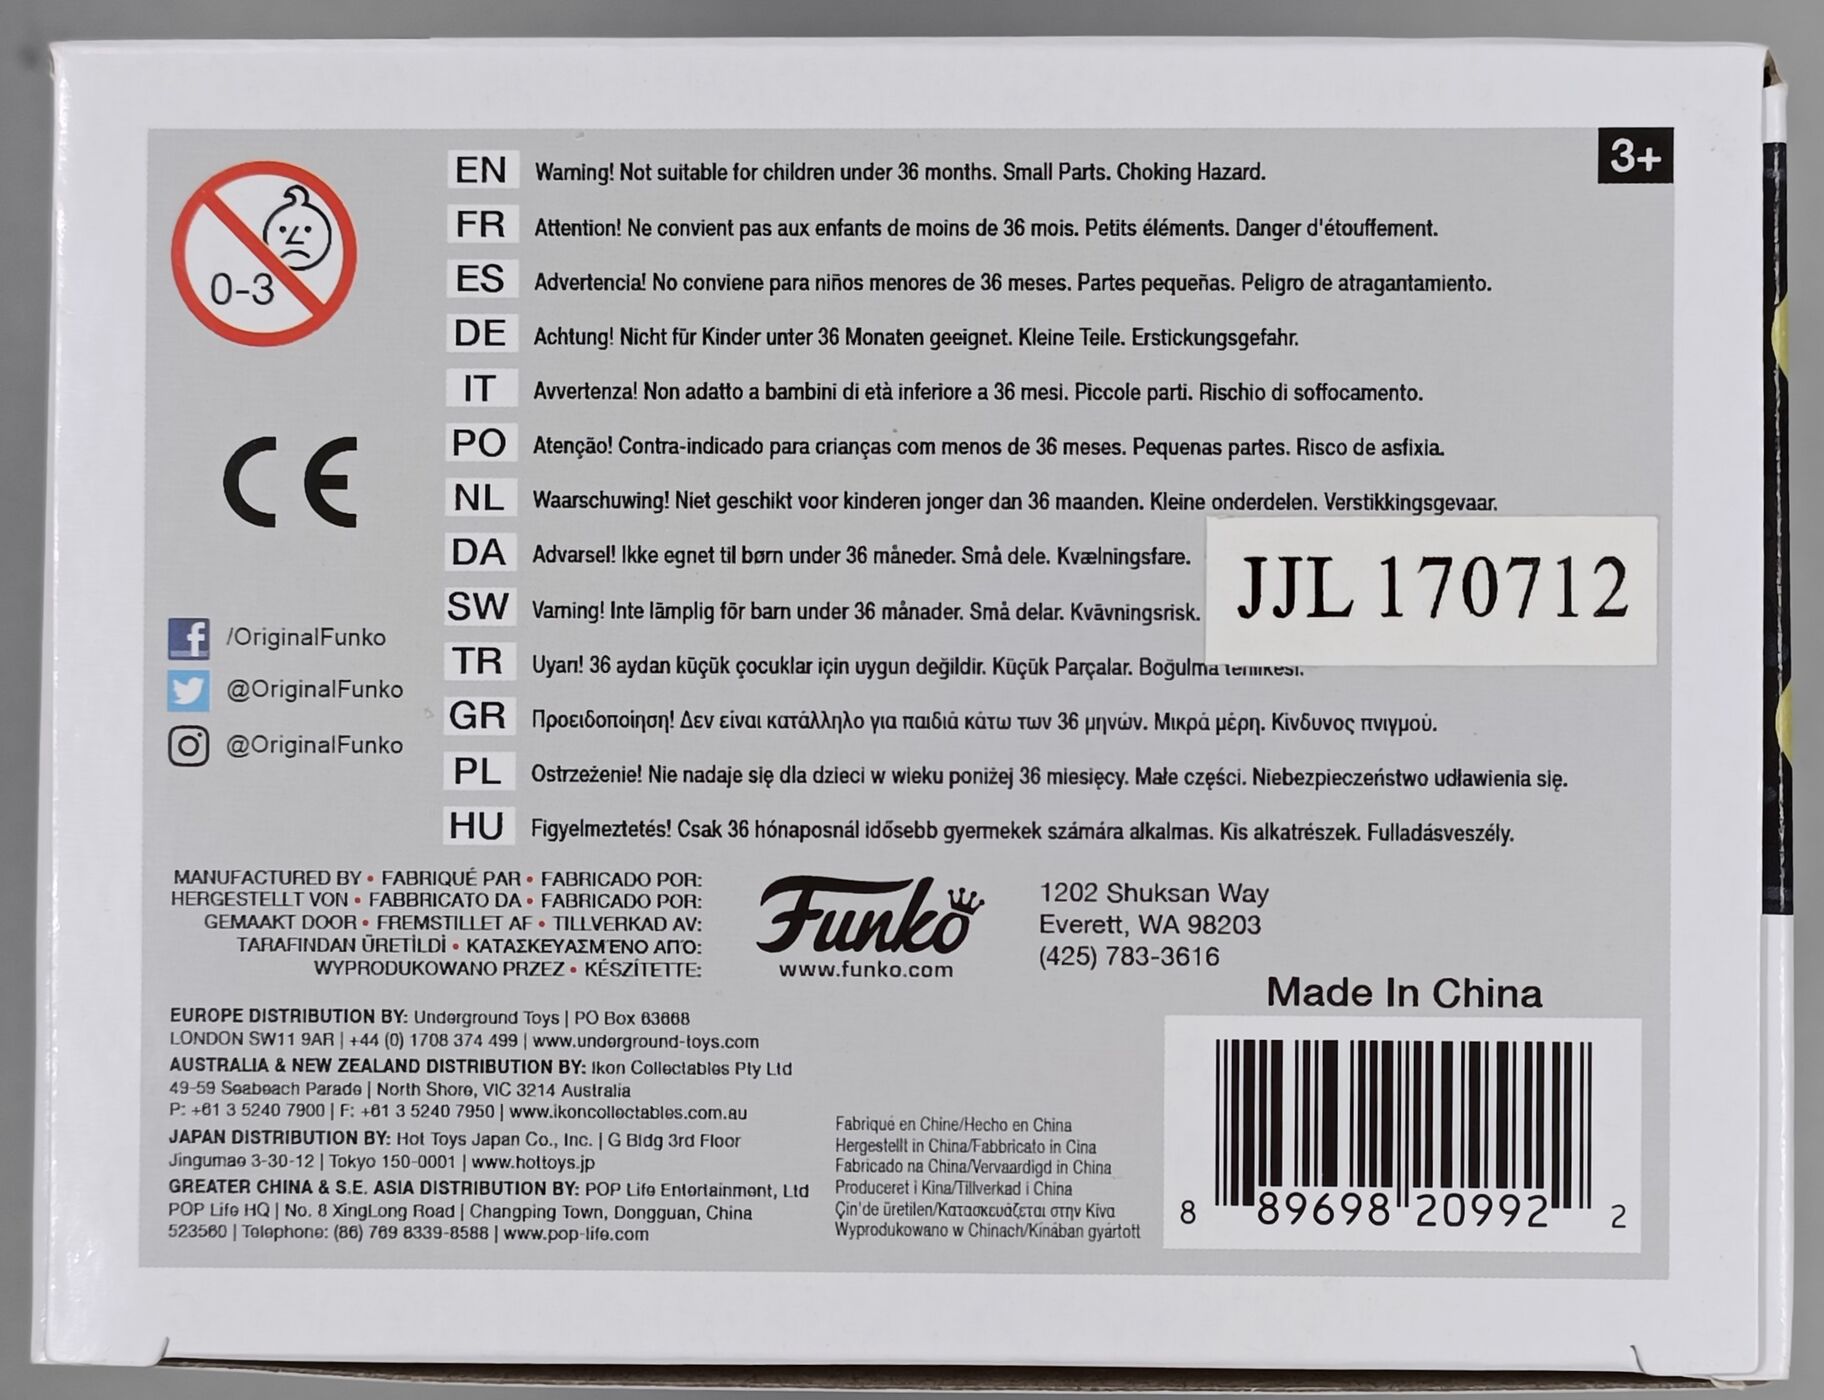 3+
0-3
EN Warning! Not suitable for children under 36 months. Small Parts. Choking Hazard.
FR Attention! Ne convient pas aux enfants de moins de 36 mois. Petits éléments. Danger d'étouffement.
ES Advertencia! No conviene para niños menores de 36 meses. Partes pequeñas. Peligro de atragantamiento.
DE Achtung! Nicht für Kinder unter 36 Monaten geeignet. Kleine Teile. Erstickungsgefahr.
IT Avvertenza! Non adatto a bambini di età inferiore a 36 mesi. Piccole parti. Rischio di soffocamento.
PO Atenção! Contra-indicado para crianças com menos de 36 meses. Pequenas partes. Risco de asfixia.
NL Waarschuwing! Niet geschikt voor kinderen jonger dan 36 maanden. Kleine onderdelen. Verstikkingsgevaar.
DA Advarsel! Ikke egnet til børn under 36 måneder. Små dele. Kvælningsfare.
SW Varning! Inte lämplig för barn under 36 månader. Små delar. Kvävningsrisk.
TR Uyarı! 36 aydan küçük çocuklar için uygun değildir. Küçük Parçalar. Boğulma
GR Προειδοποίηση! Δεν είναι κατάλληλο για παιδιά κάτω των 36 μηνών. Μικρά μέρη. Κίνδυνος πνιγμού.
PL Ostrzeżenie! Nie nadaje się dla dzieci w wieku poniżej 36 miesięcy. Małe części. Niebezpieczeństwo udławienia się.
HU Figyelmeztetés! Csak 36 hónaposnál idősebb gyermekek számára alkalmas. Kis alkatrészek. Fulladásveszély.
JJL 170712
CE
/OriginalFunko
@OriginalFunko
@OriginalFunko
MANUFACTURED BY • FABRIQUÉ PAR • FABRICADO POR:
HERGESTELLT VON • FABBRICATO DA • FABRICADO POR:
GEMAAKT DOOR • FREMSTILLET AF • TILLVERKAD AV:
TARAFINDAN ÜRETİLDİ • ΚΑΤΑΣΚΕΥΑΣΜΈΝΟ ΑΠΌ:
WYPRODUKOWANO PRZEZ • KÉSZÍTETTE:
Funko
www.funko.com
1202 Shuksan Way
Everett, WA 98203
(425) 783-3616
Made In China
EUROPE DISTRIBUTION BY: Underground Toys | PO Box 63668
LONDON SW11 9AR | +44 (0) 1708 374 499 | www.underground-toys.com
AUSTRALIA & NEW ZEALAND DISTRIBUTION BY: Ikon Collectables Pty Ltd
49-59 Seabeach Parade | North Shore, VIC 3214 Australia
P: +61 3 5240 7900 | F: +61 3 5240 7950 | www.ikoncollectables.com.au
JAPAN DISTRIBUTION BY: Hot Toys Japan Co., Inc. | G Bldg 3rd Floor
Jingumae 3-30-12 | Tokyo 150-0001 | www.hottoys.jp
GREATER CHINA & S.E. ASIA DISTRIBUTION BY: POP Life Entertainment, Ltd
POP Life HQ | No. 8 XingLong Road | Changping Town, Dongguan, China
523560 | Telephone: (86) 769 8339-8588 | www.pop-life.com
Fabriqué en Chine/Hecho en China
Hergestellt in China/Fabbricato in Cina
Fabricado na China/Vervaardigd in China
Produceret i Kina/Tillverkad i China
Çin'de üretilen/Κατασκευάζεται στην Κίνα
Wyprodukowano w Chinach/Kínában gyártott
8 89698 20992 2